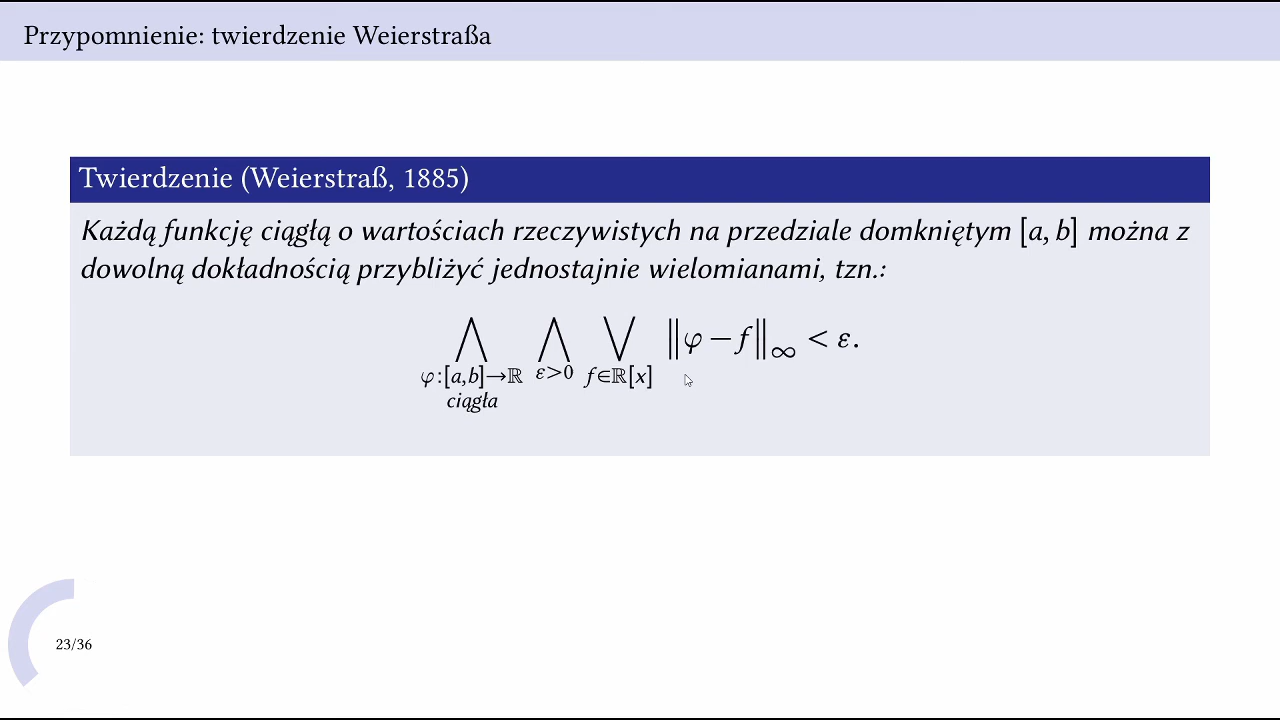 Przypomnienie: twierdzenie Weierstraßa
Twierdzenie (Weierstraß, 1885)
Każdą funkcję ciągłą o wartościach rzeczywistych na przedziale domkniętym [a, b] można z
dowolną dokładnością przybliżyć jednostajnie wielomianami, tzn.:
⋀ ⋀ ⋁ ‖φ − f‖∞ < ε.
φ:[a,b]→ℝ ε>0 f∈ℝ[x]
ciągła
23/36